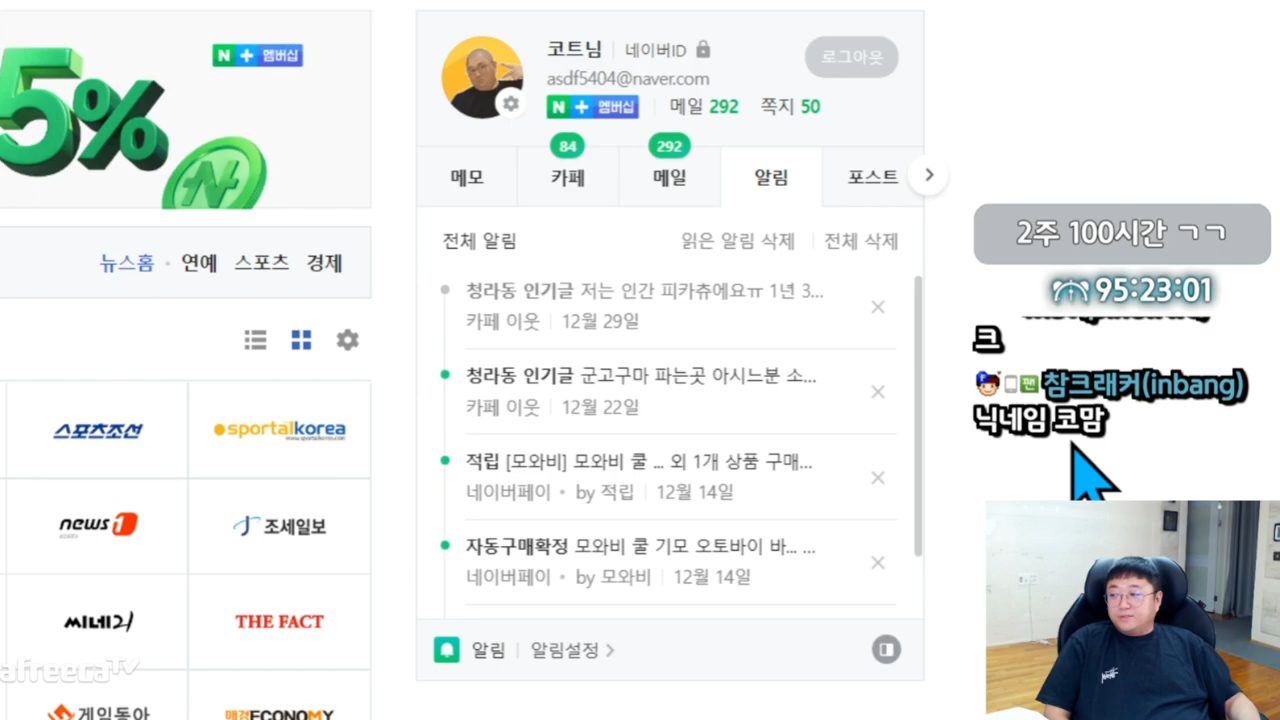 5%
N + 멤버십
뉴스홈 · 연예 스포츠 경제
스포츠조선
sportalkorea
www.sportalkorea.com
news1
KOREA
조세일보
씨네21
THE FACT
afreecaTV
게임동아
매경ECONOMY
코트님 네이버ID
로그아웃
asdf5404@naver.com
N + 멤버십 메일 292 쪽지 50
84 292
메모 카페 메일 알림 포스트
전체 알림 읽은 알림 삭제 전체 삭제
청라동 인기글 저는 인간 피카츄에요ㅠ 1년 3...
카페 이웃 12월 29일
청라동 인기글 군고구마 파는곳 아시느분 소...
카페 이웃 12월 22일
적립 [모와비] 모와비 쿨 ... 외 1개 상품 구매...
네이버페이 • by 적립 12월 14일
자동구매확정 모와비 쿨 기모 오토바이 바... ...
네이버페이 • by 모와비 12월 14일
알림 알림설정
2주 100시간 ㄱㄱ
95:23:01
크
팬 참크래커(inbang)
닉네임 코맘